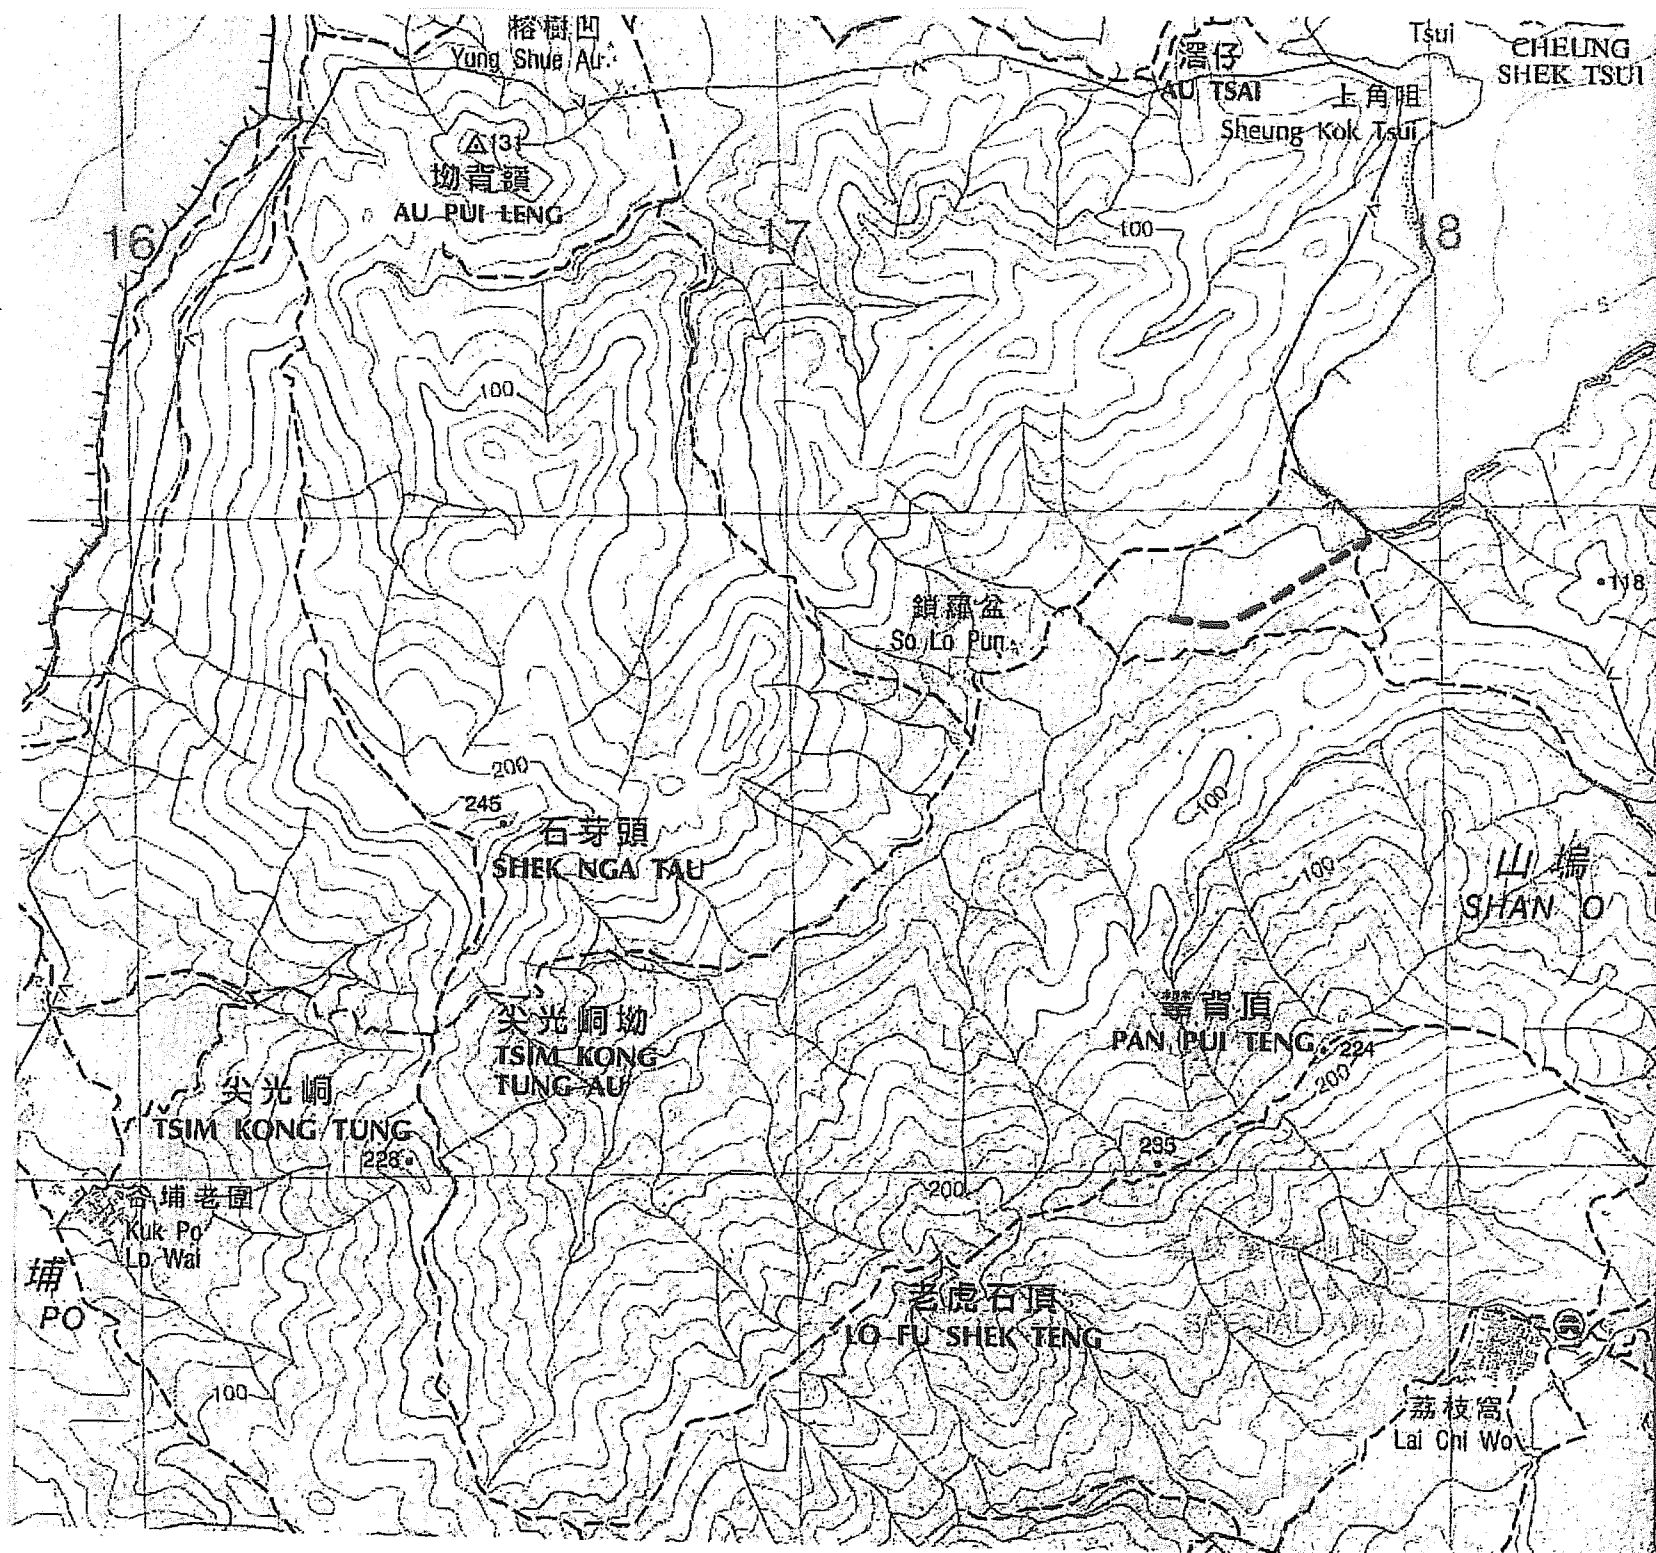 榕樹凹
Yung Shue Au
Tsui
CHEUNG
SHEK TSUI
滘仔
AU TSAI
上角咀
Sheung Kok Tsui
131
坳背嶺
AU PUI LENG
16
17
18
100
100
118
鎖羅盆
So Lo Pun
200
245
石芽頭
SHEK NGA TAU
100
100
山塢
SHAN O
尖光峒坳
TSIM KONG
TUNG AU
背頂
PAN PUI TENG
224
200
尖光峒
TSIM KONG TUNG
228
235
200
谷埔老圍
Kuk Po
Lo Wai
埔
PO
老虎石頂
LO FU SHEK TENG
SPECIAL AREA
100
荔枝窩
Lai Chi Wo